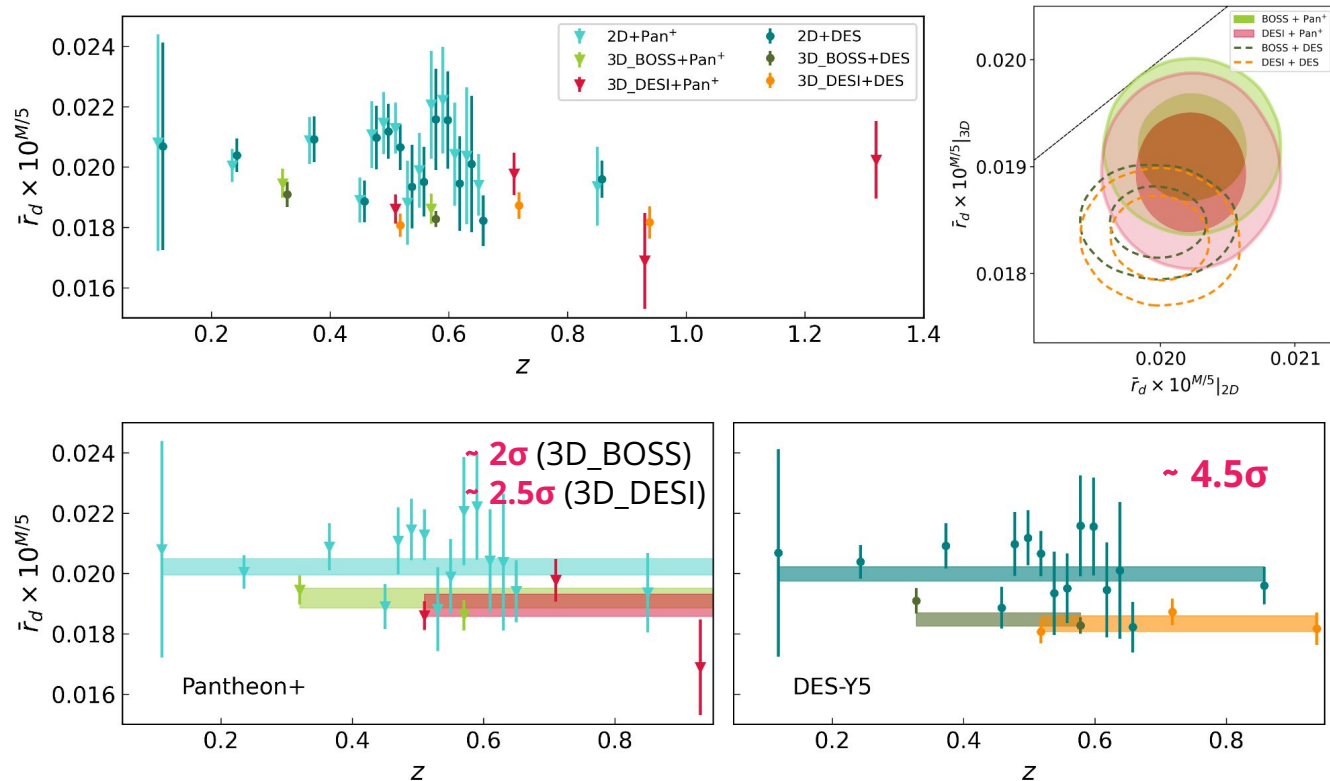 0.024
0.022
0.020
0.018
0.016
r̄_d × 10^{M/5}
0.2 0.4 0.6 0.8 1.0 1.2 1.4
z
2D+Pan⁺
3D_BOSS+Pan⁺
3D_DESI+Pan⁺
2D+DES
3D_BOSS+DES
3D_DESI+DES
BOSS + Pan⁺
DESI + Pan⁺
BOSS + DES
DESI + DES
0.020
0.019
0.018
r̄_d × 10^{M/5}|_{3D}
0.020 0.021
r̄_d × 10^{M/5}|_{2D}
0.024
0.022
0.020
0.018
0.016
r̄_d × 10^{M/5}
~ 2σ (3D_BOSS)
~ 2.5σ (3D_DESI)
Pantheon+
0.2 0.4 0.6 0.8
z
~ 4.5σ
DES-Y5
0.2 0.4 0.6 0.8
z